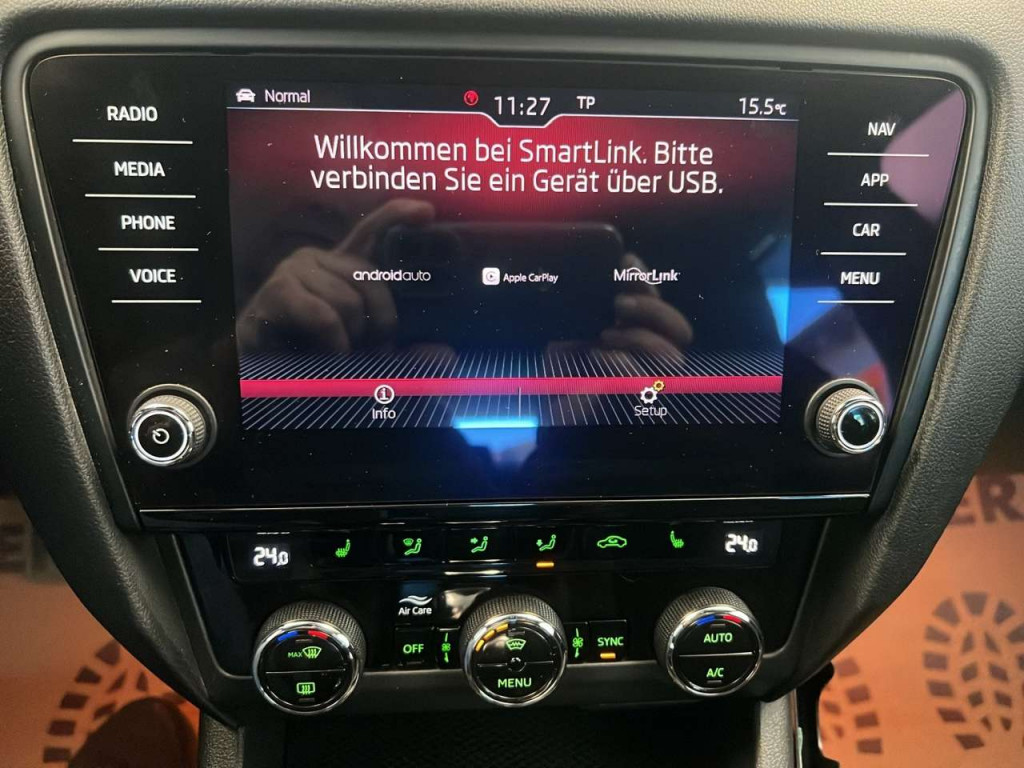 RADIO
MEDIA
PHONE
VOICE
Normal
11:27
TP
15.5°C
Willkommen bei SmartLink. Bitte
verbinden Sie ein Gerät über USB.
androidauto
Apple CarPlay
MirrorLink
Info
Setup
NAV
APP
CAR
MENU
24.0
24.0
Air Care
MAX
OFF
MENU
SYNC
AUTO
A/C